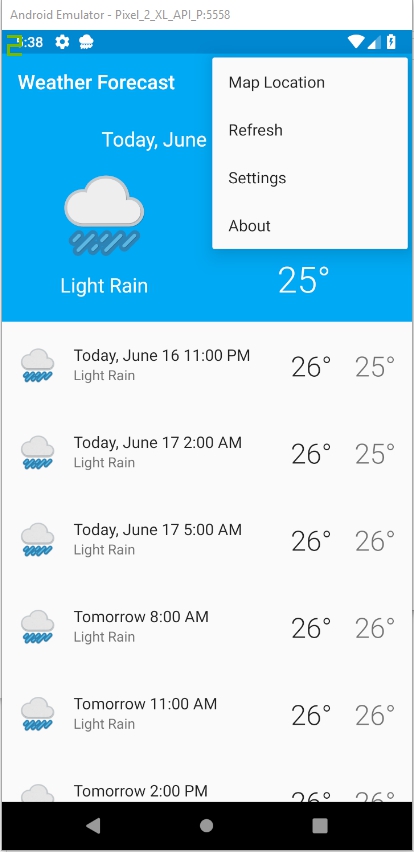 Android Emulator - Pixel_2_XL_API_P:5558
:38
Weather Forecast
Map Location
Refresh
Settings
About
Today, June
Light Rain
25°
Today, June 16 11:00 PM
Light Rain
26° 25°
Today, June 17 2:00 AM
Light Rain
26° 25°
Today, June 17 5:00 AM
Light Rain
26° 26°
Tomorrow 8:00 AM
Light Rain
26° 26°
Tomorrow 11:00 AM
Light Rain
26° 26°
Tomorrow 2:00 PM
26° 26°